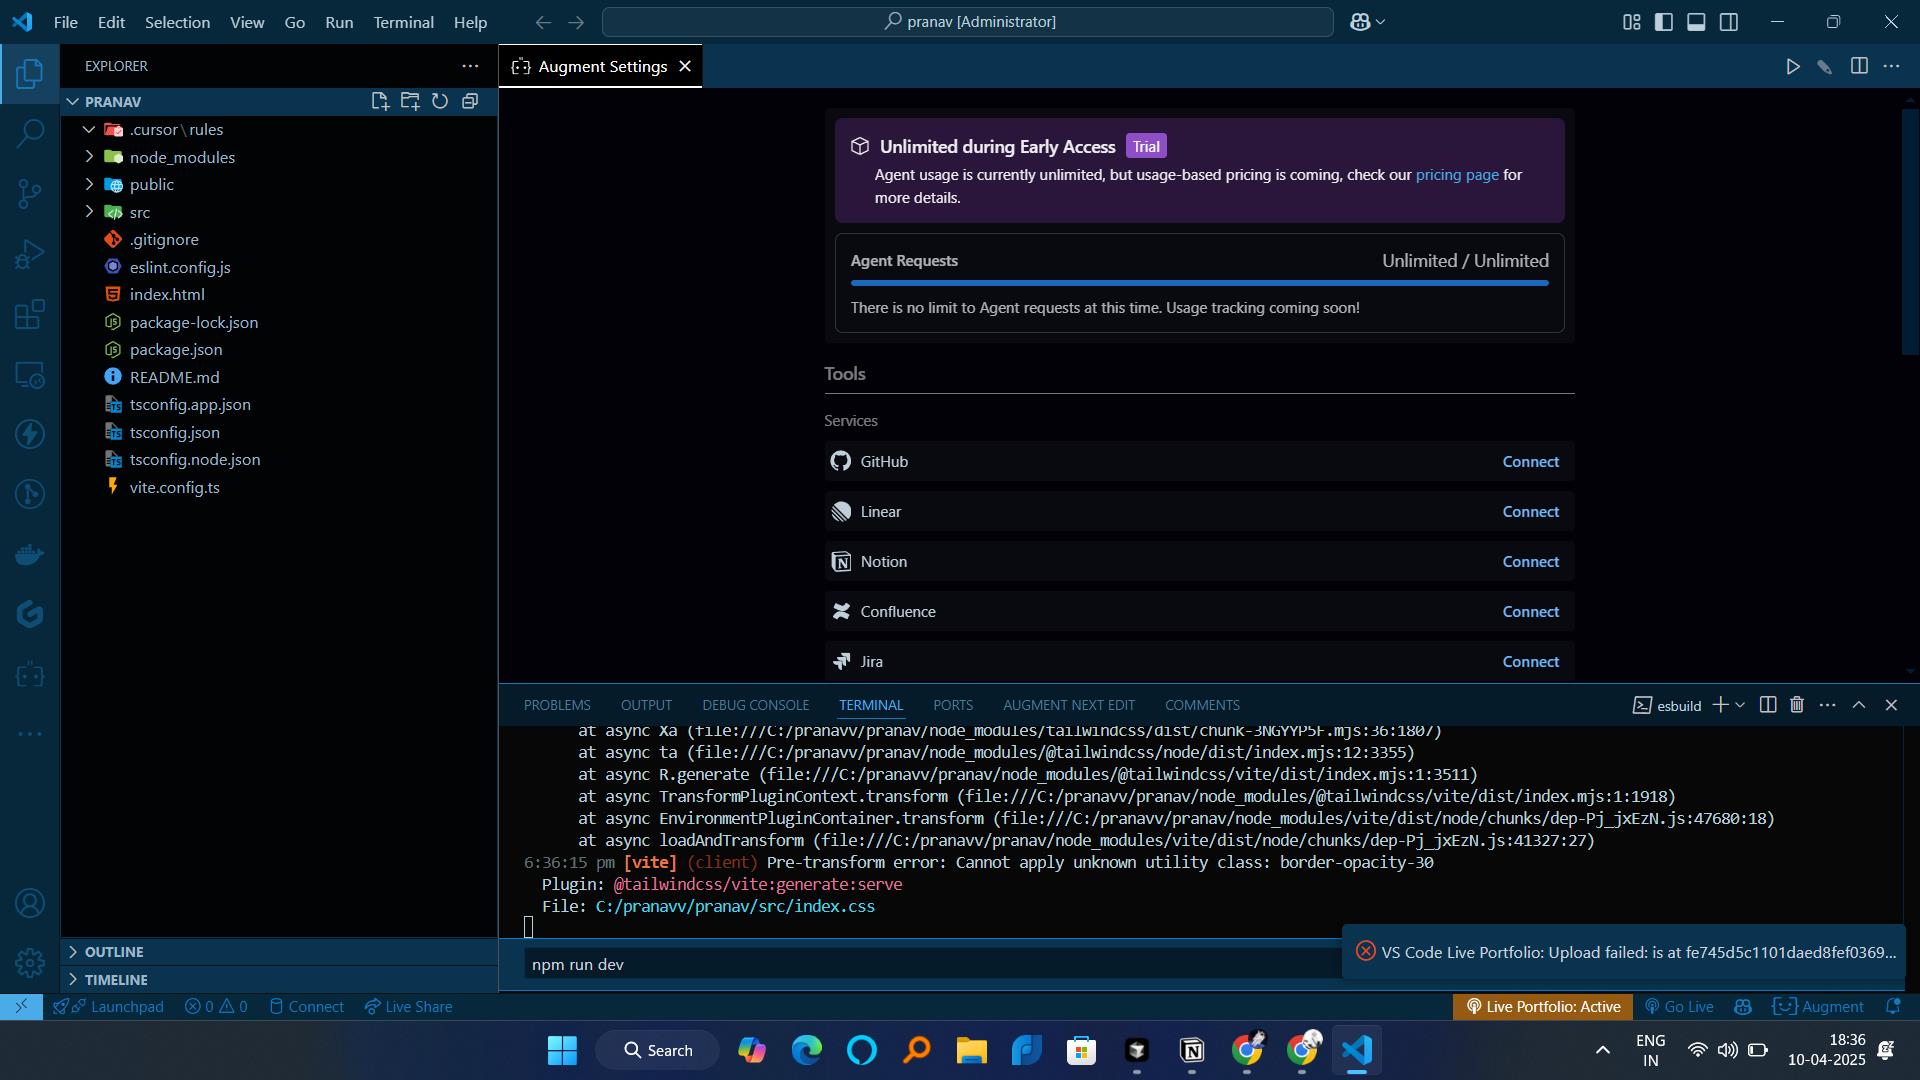 File Edit Selection View Go Run Terminal Help
pranav [Administrator]
EXPLORER
Augment Settings
PRANAV
.cursor\rules
node_modules
public
src
.gitignore
eslint.config.js
index.html
package-lock.json
package.json
README.md
tsconfig.app.json
tsconfig.json
tsconfig.node.json
vite.config.ts
OUTLINE
TIMELINE
Unlimited during Early Access Trial
Agent usage is currently unlimited, but usage-based pricing is coming, check our pricing page for
more details.
Agent Requests Unlimited / Unlimited
There is no limit to Agent requests at this time. Usage tracking coming soon!
Tools
Services
GitHub Connect
Linear Connect
Notion Connect
Confluence Connect
Jira Connect
PROBLEMS OUTPUT DEBUG CONSOLE TERMINAL PORTS AUGMENT NEXT EDIT COMMENTS
esbuild
at async Xa (file:///C:/pranavv/pranav/node_modules/tailwindcss/dist/chunk-3NGYYP5F.mjs:36:1807)
at async ta (file:///C:/pranavv/pranav/node_modules/@tailwindcss/node/dist/index.mjs:12:3355)
at async R.generate (file:///C:/pranavv/pranav/node_modules/@tailwindcss/vite/dist/index.mjs:1:3511)
at async TransformPluginContext.transform (file:///C:/pranavv/pranav/node_modules/@tailwindcss/vite/dist/index.mjs:1:1918)
at async EnvironmentPluginContainer.transform (file:///C:/pranavv/pranav/node_modules/vite/dist/node/chunks/dep-Pj_jxEzN.js:47680:18)
at async loadAndTransform (file:///C:/pranavv/pranav/node_modules/vite/dist/node/chunks/dep-Pj_jxEzN.js:41327:27)
6:36:15 pm [vite] (client) Pre-transform error: Cannot apply unknown utility class: border-opacity-30
Plugin: @tailwindcss/vite:generate:serve
File: C:/pranavv/pranav/src/index.css
npm run dev
VS Code Live Portfolio: Upload failed: is at fe745d5c1101daed8fef0369...
Launchpad 0 0 Connect Live Share
Live Portfolio: Active Go Live Augment
Search
ENG
IN
18:36
10-04-2025